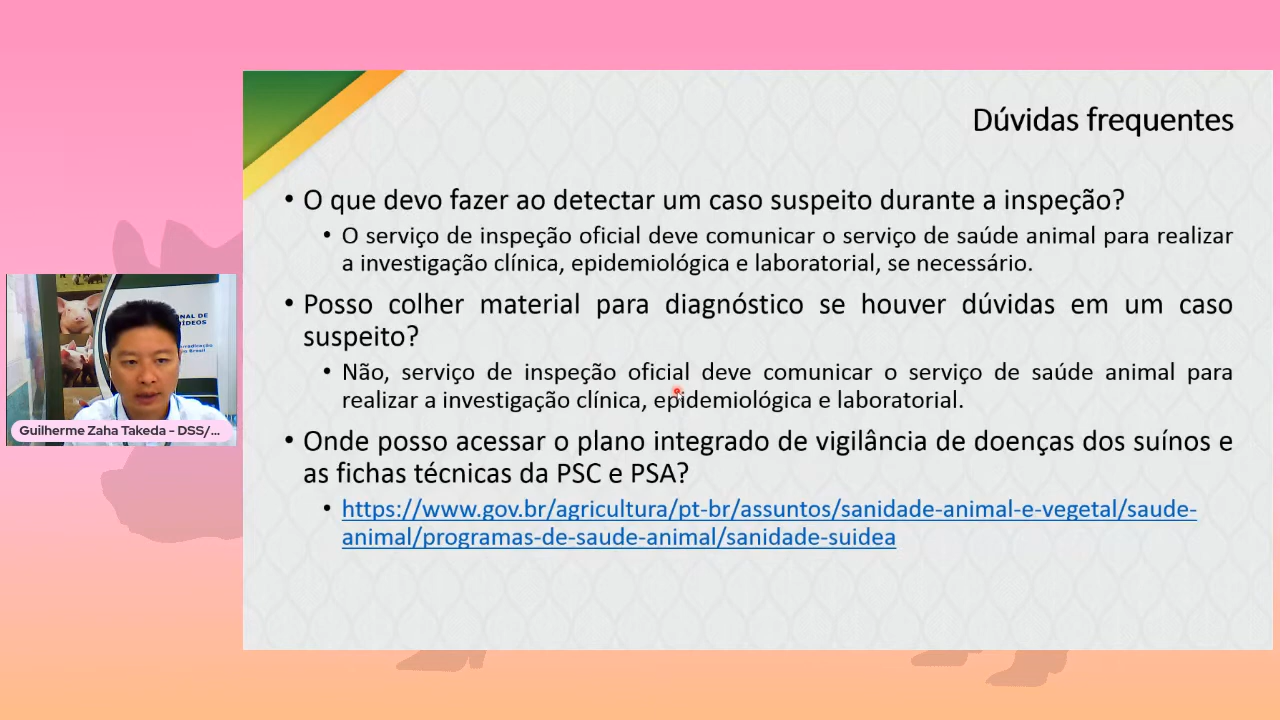 Dúvidas frequentes
• O que devo fazer ao detectar um caso suspeito durante a inspeção?
• O serviço de inspeção oficial deve comunicar o serviço de saúde animal para realizar
a investigação clínica, epidemiológica e laboratorial, se necessário.
• Posso colher material para diagnóstico se houver dúvidas em um caso
suspeito?
• Não, serviço de inspeção oficial deve comunicar o serviço de saúde animal para
realizar a investigação clínica, epidemiológica e laboratorial.
• Onde posso acessar o plano integrado de vigilância de doenças dos suínos e
as fichas técnicas da PSC e PSA?
• https://www.gov.br/agricultura/pt-br/assuntos/sanidade-animal-e-vegetal/saude-
animal/programas-de-saude-animal/sanidade-suidea
ONAL DE
ÍDEOS
Guilherme Zaha Takeda - DSS/...